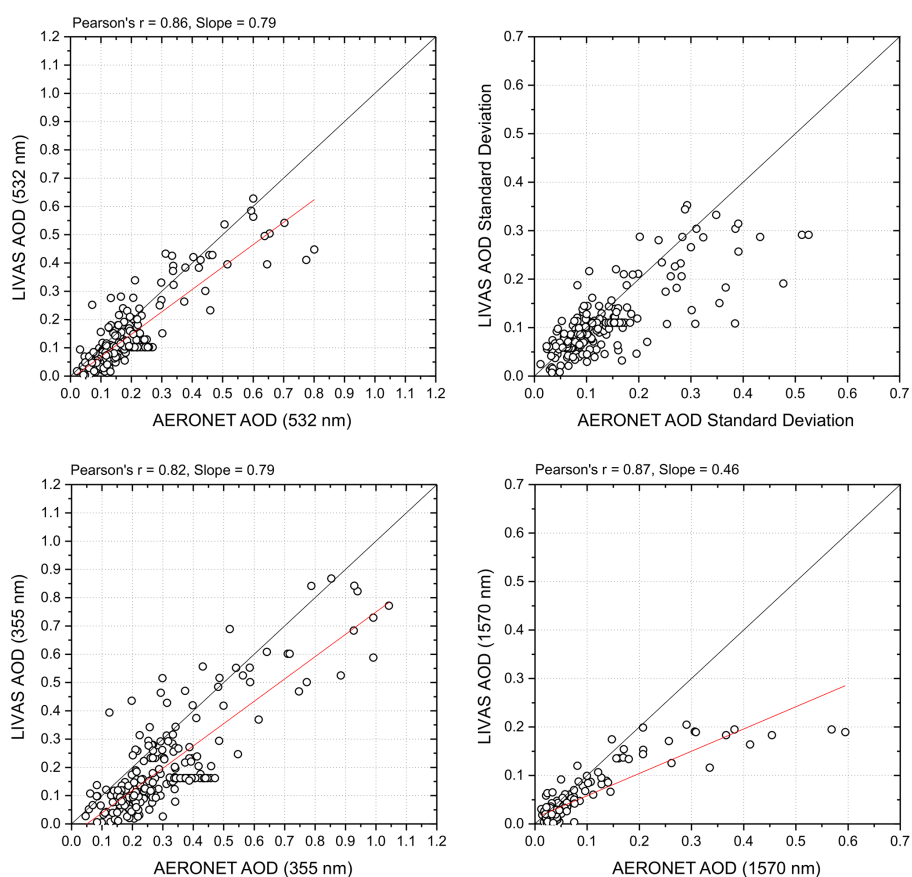 Pearson's r = 0.86, Slope = 0.79
1.2
1.1
1.0
0.9
0.8
0.7
0.6
0.5
0.4
0.3
0.2
0.1
0.0
LIVAS AOD (532 nm)
0.0 0.1 0.2 0.3 0.4 0.5 0.6 0.7 0.8 0.9 1.0 1.1 1.2
AERONET AOD (532 nm)
0.7
0.6
0.5
0.4
0.3
0.2
0.1
0.0
LIVAS AOD Standard Deviation
0.0 0.1 0.2 0.3 0.4 0.5 0.6 0.7
AERONET AOD Standard Deviation
Pearson's r = 0.82, Slope = 0.79
1.2
1.1
1.0
0.9
0.8
0.7
0.6
0.5
0.4
0.3
0.2
0.1
0.0
LIVAS AOD (355 nm)
0.0 0.1 0.2 0.3 0.4 0.5 0.6 0.7 0.8 0.9 1.0 1.1 1.2
AERONET AOD (355 nm)
Pearson's r = 0.87, Slope = 0.46
0.7
0.6
0.5
0.4
0.3
0.2
0.1
0.0
LIVAS AOD (1570 nm)
0.0 0.1 0.2 0.3 0.4 0.5 0.6 0.7
AERONET AOD (1570 nm)